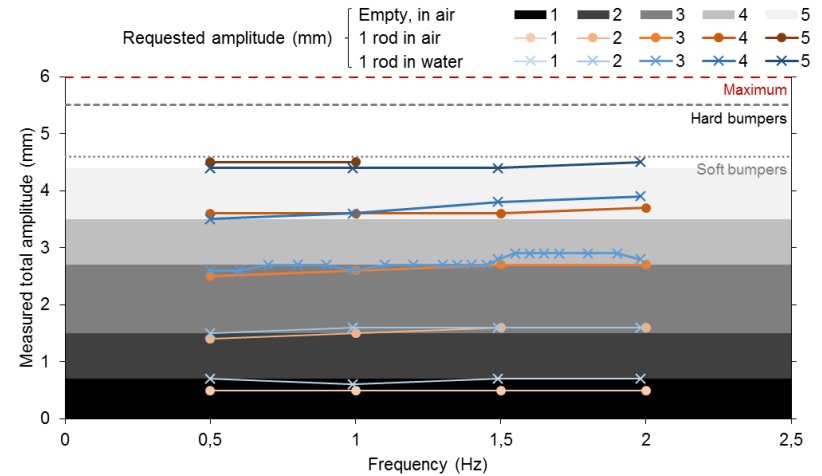 Empty, in air 1 2 3 4 5
Requested amplitude (mm) 1 rod in air 1 2 3 4 5
1 rod in water 1 2 3 4 5
6
Maximum
Hard bumpers
5
Soft bumpers
4
3
2
1
0
Measured total amplitude (mm)
0 0,5 1 1,5 2 2,5
Frequency (Hz)